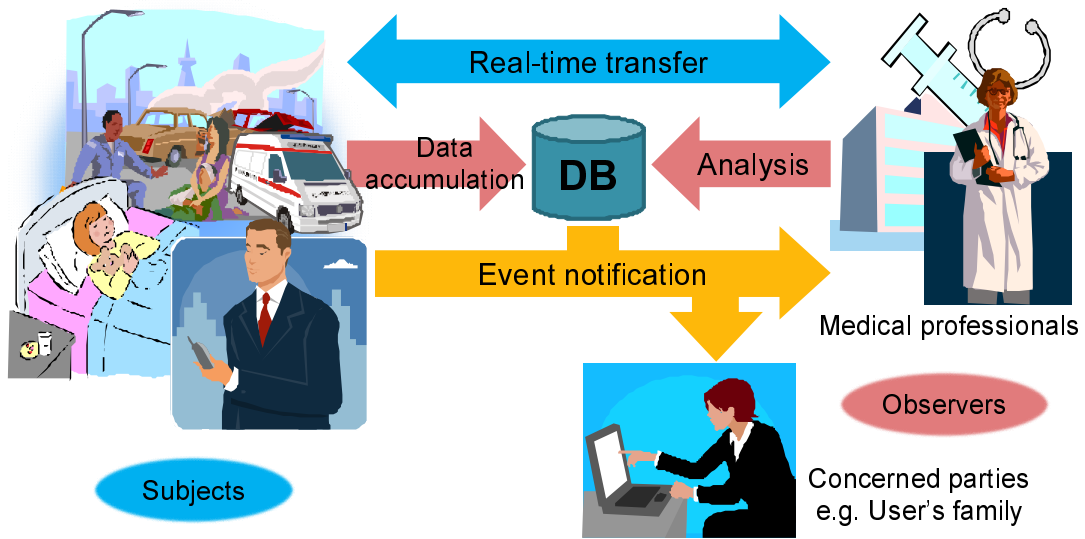 Real-time transfer
Data
accumulation
DB
Analysis
Event notification
Medical professionals
Observers
Subjects
Concerned parties
e.g. User's family